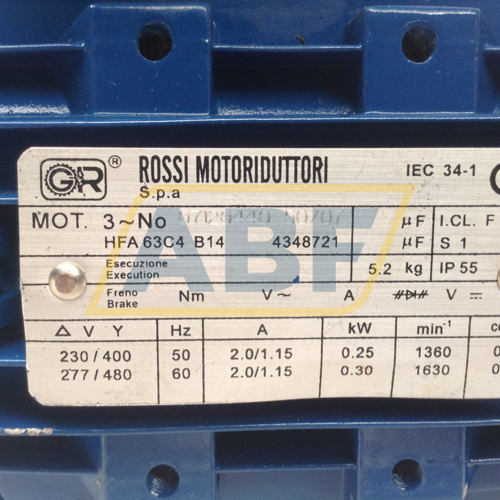 GR ® ROSSI MOTORIDUTTORI IEC 34-1
S.p.a
MOT. 3~No µF I.CL. F
HFA 63C4 B14 4348721 µF S 1
Esecuzione
Execution 5.2 kg IP 55
Freno
Brake Nm V~ A V
Δ V Y Hz A kW min-1
230/400 50 2.0/1.15 0.25 1360
277/480 60 2.0/1.15 0.30 1630
ABF